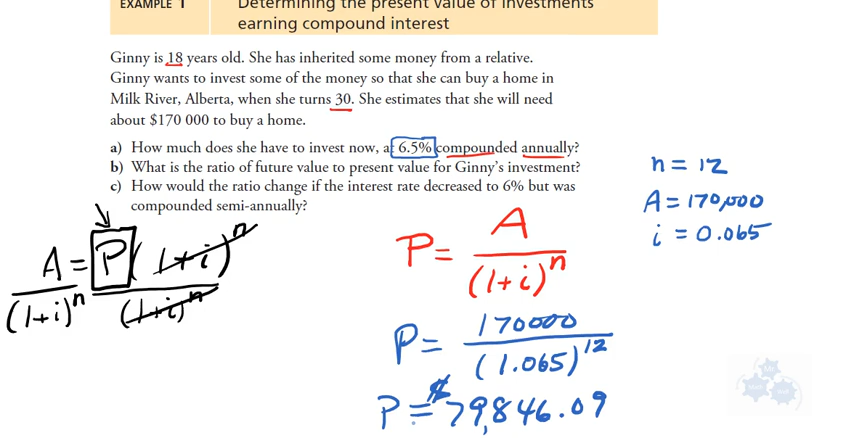 EXAMPLE 1
Determining the present value of investments
earning compound interest
Ginny is 18 years old. She has inherited some money from a relative.
Ginny wants to invest some of the money so that she can buy a home in
Milk River, Alberta, when she turns 30. She estimates that she will need
about $170 000 to buy a home.
a) How much does she have to invest now, at 6.5% compounded annually?
b) What is the ratio of future value to present value for Ginny's investment?
c) How would the ratio change if the interest rate decreased to 6% but was
compounded semi-annually?
n = 12
A = 170,000
i = 0.065
A = P(1+i)^n
(1+i)^n (1+i)^n
P = A
(1+i)^n
P = 170000
(1.065)^12
P = $79,846.09